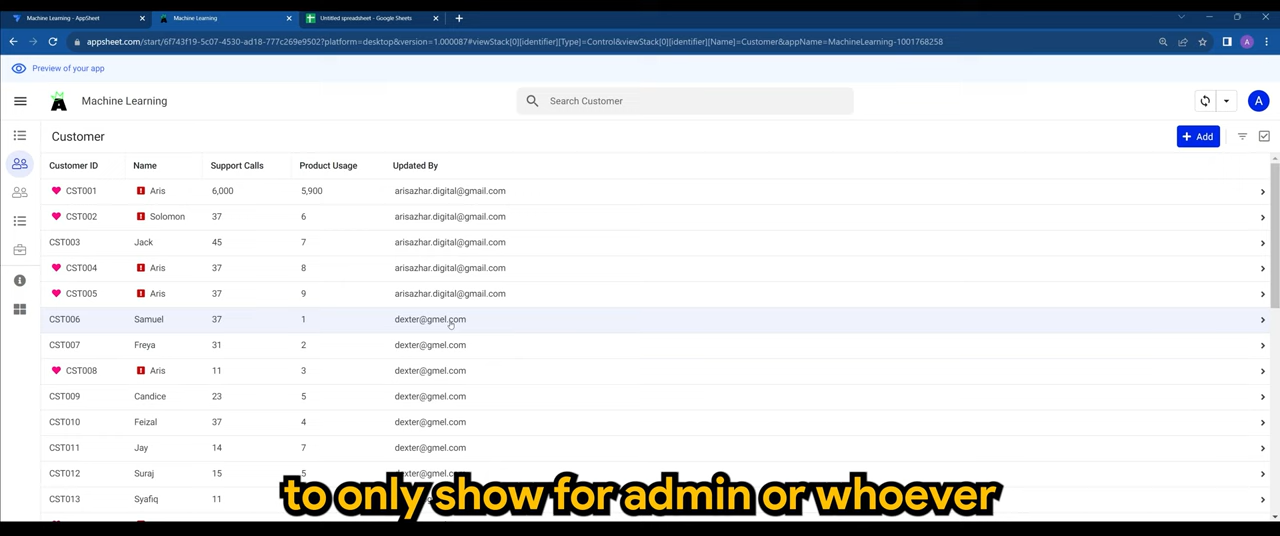 Machine Learning - AppSheet
Machine Learning
Untitled spreadsheet - Google Sheets
appsheet.com/start/6f743f19-5c07-4530-ad18-777c269e9502?platform=desktop&version=1.000087#viewStack[0][identifier][Type]=Control&viewStack[0][identifier][Name]=Customer&appName=MachineLearning-1001768258
A
Preview of your app
A Machine Learning
Search Customer
A
Customer
+ Add
Customer ID Name Support Calls Product Usage Updated By
CST001 Aris 6,000 5,900 arisazhar.digital@gmail.com
CST002 Solomon 37 6 arisazhar.digital@gmail.com
CST003 Jack 45 7 arisazhar.digital@gmail.com
CST004 Aris 37 8 arisazhar.digital@gmail.com
CST005 Aris 37 9 arisazhar.digital@gmail.com
CST006 Samuel 37 1 dexter@gmel.com
CST007 Freya 31 2 dexter@gmel.com
CST008 Aris 11 3 dexter@gmel.com
CST009 Candice 23 5 dexter@gmel.com
CST010 Feizal 37 4 dexter@gmel.com
CST011 Jay 14 7 dexter@gmel.com
CST012 Suraj 15 5 dexter@gmel.com
CST013 Syafiq
to only show for admin or whoever